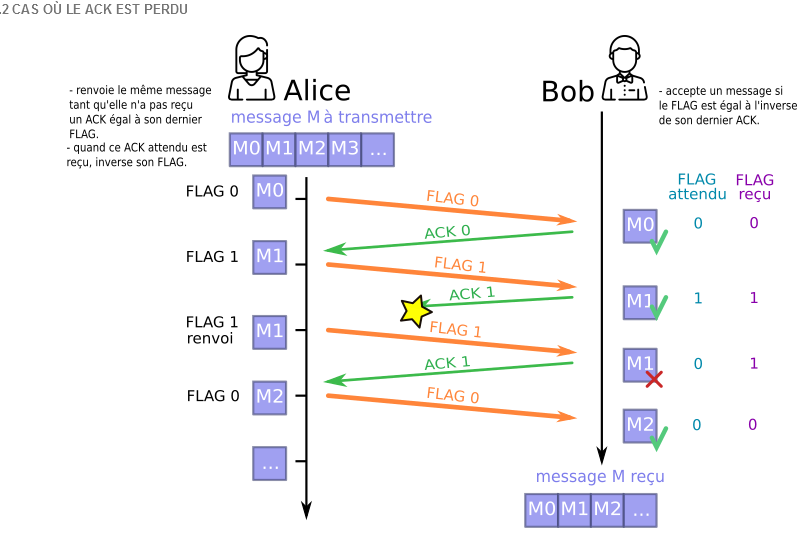 .2 CAS OÙ LE ACK EST PERDU
Alice
Bob
- renvoie le même message
tant qu'elle n'a pas reçu
un ACK égal à son dernier
FLAG.
- quand ce ACK attendu est
reçu, inverse son FLAG.
- accepte un message si
le FLAG est égal à l'inverse
de son dernier ACK.
message M à transmettre
M0 M1 M2 M3 ...
FLAG attendu
FLAG reçu
FLAG 0
M0
FLAG 0
M0
0
0
ACK 0
FLAG 1
M1
FLAG 1
ACK 1
M1
1
1
FLAG 1
renvoi
M1
FLAG 1
ACK 1
M1
0
1
FLAG 0
M2
FLAG 0
M2
0
0
...
message M reçu
M0 M1 M2 ...